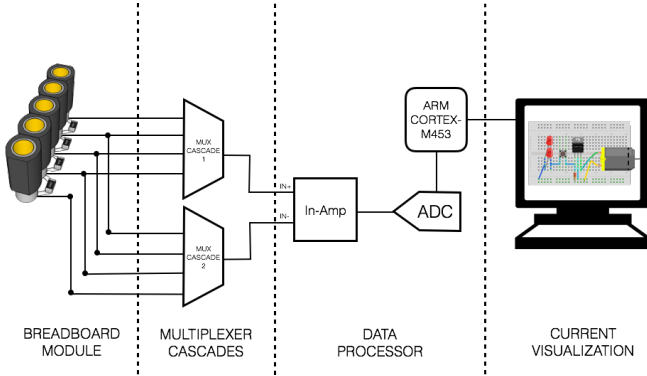 ARM
CORTEX-
M453
MUX
CASCADE
1
IN+
IN-
In-Amp
ADC
MUX
CASCADE
2
BREADBOARD
MODULE
MULTIPLEXER
CASCADES
DATA
PROCESSOR
CURRENT
VISUALIZATION